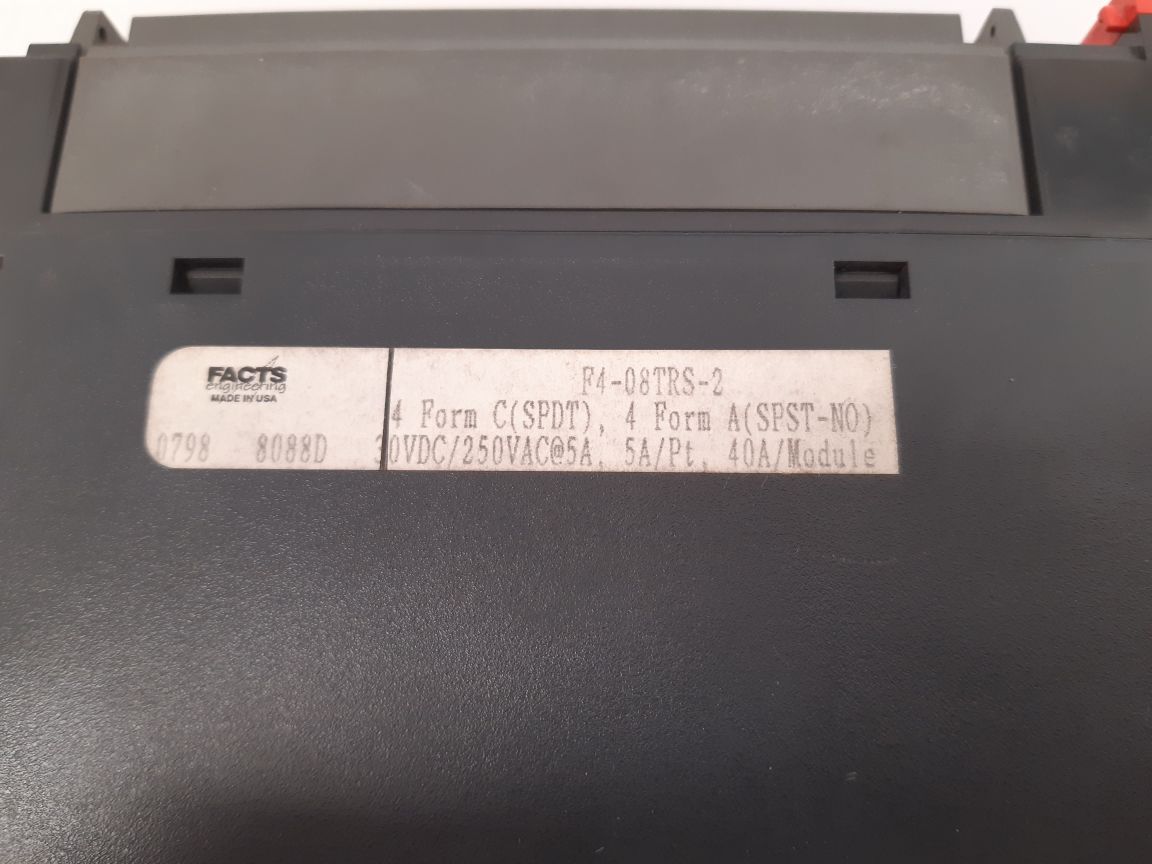 FACTS
engineering
MADE IN USA
0798 8088D
F4-08TRS-2
4 Form C(SPDT), 4 Form A(SPST-NO)
30VDC/250VAC@5A, 5A/Pt, 40A/Module